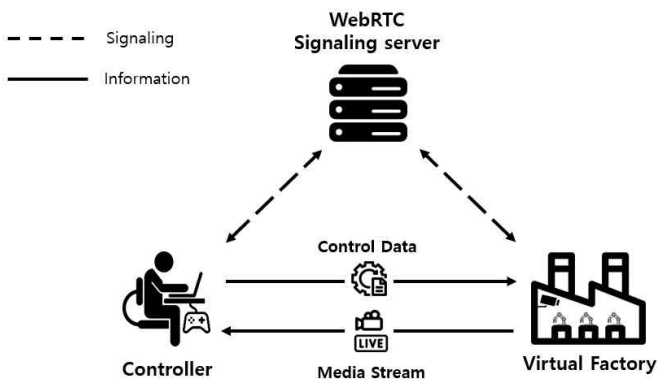 WebRTC
Signaling server
Signaling
Information
Control Data
LIVE
Controller
Media Stream
Virtual Factory